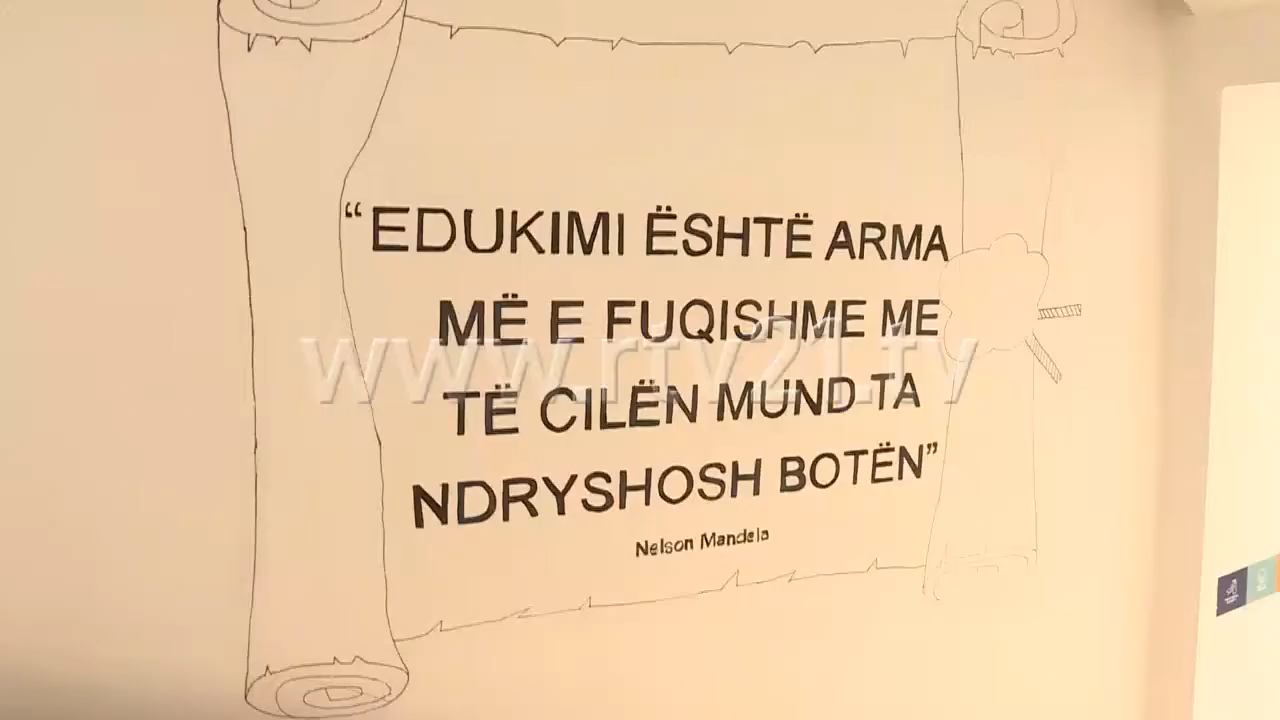 “EDUKIMI ËSHTË ARMA
MË E FUQISHME ME
www.rtv21.tv
TË CILËN MUND TA
NDRYSHOSH BOTËN”
Nelson Mandela